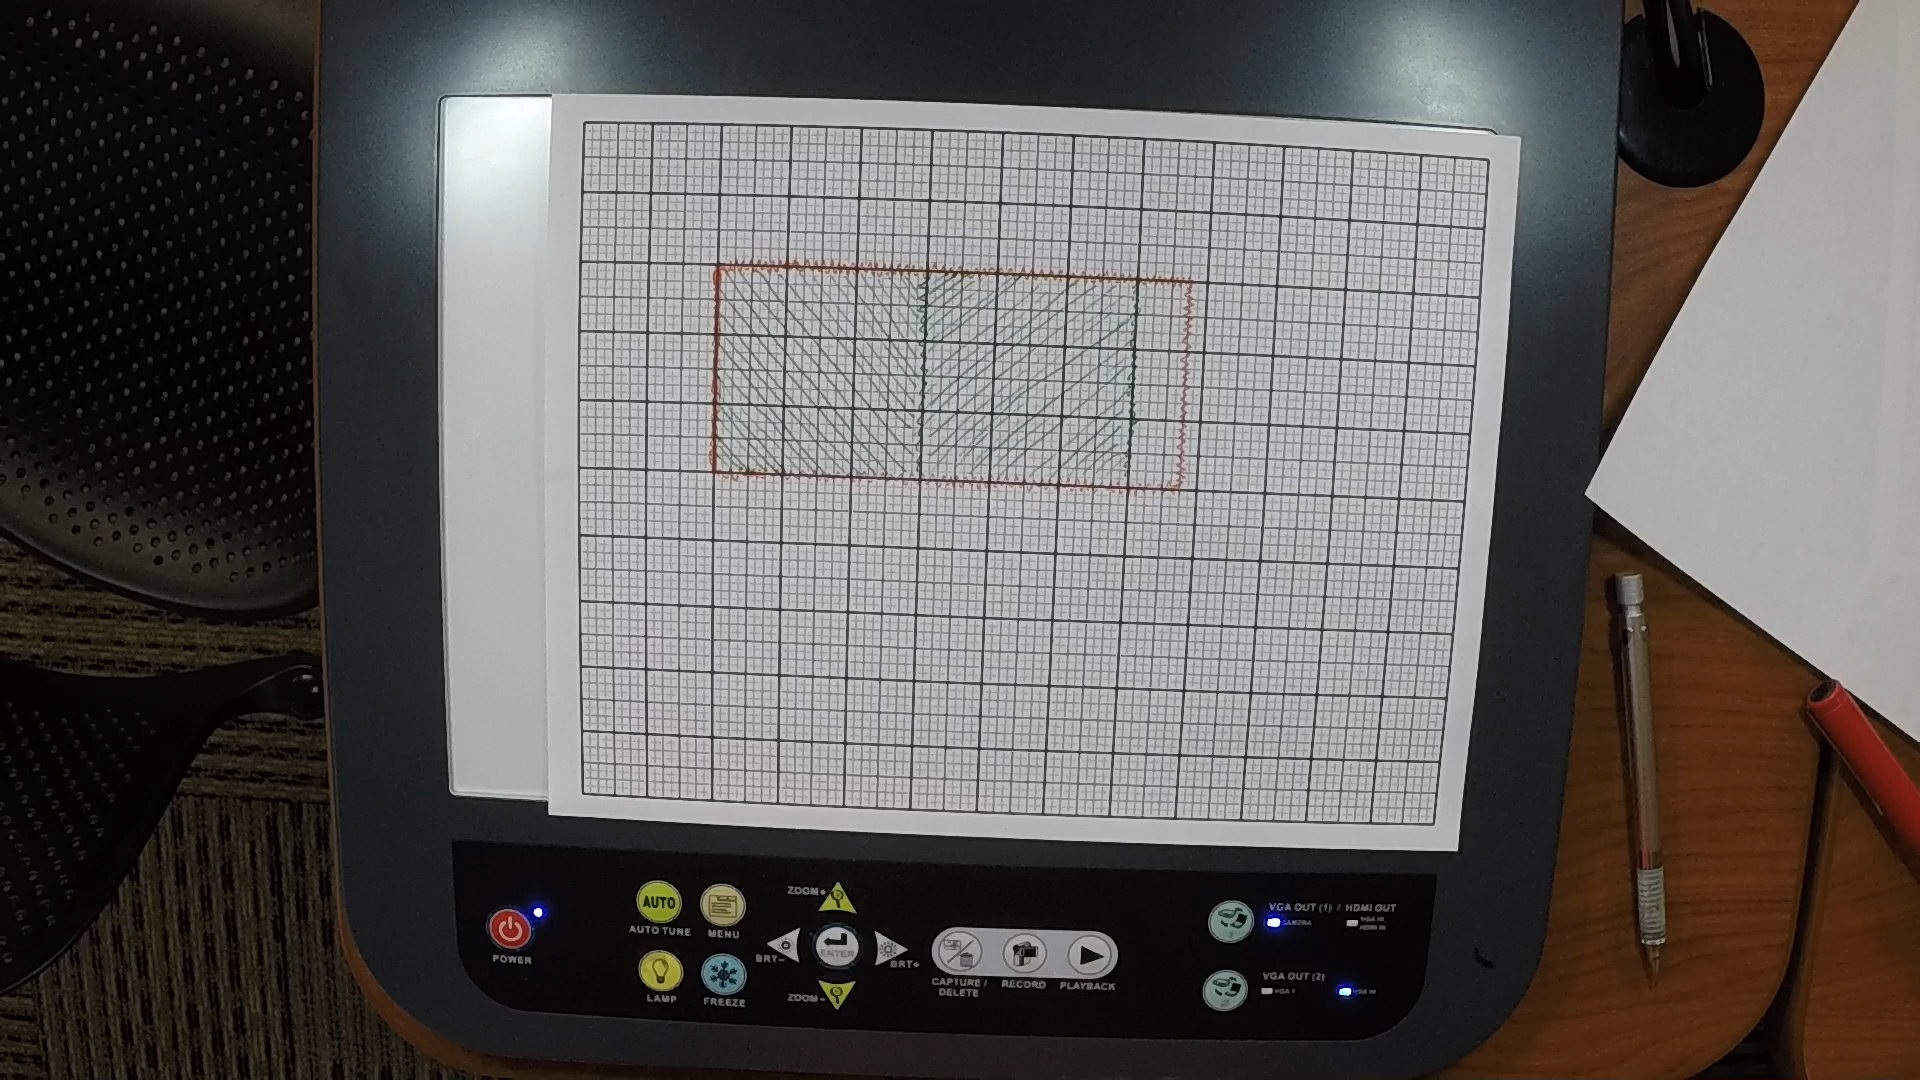 ZOOM+
AUTO
AUTO TUNE
MENU
ENTER
BRT-
BRT+
POWER
LAMP
FREEZE
ZOOM-
CAPTURE / DELETE
RECORD
PLAYBACK
VGA OUT (1) / HDMI OUT
CAMERA
VGA OUT (2)